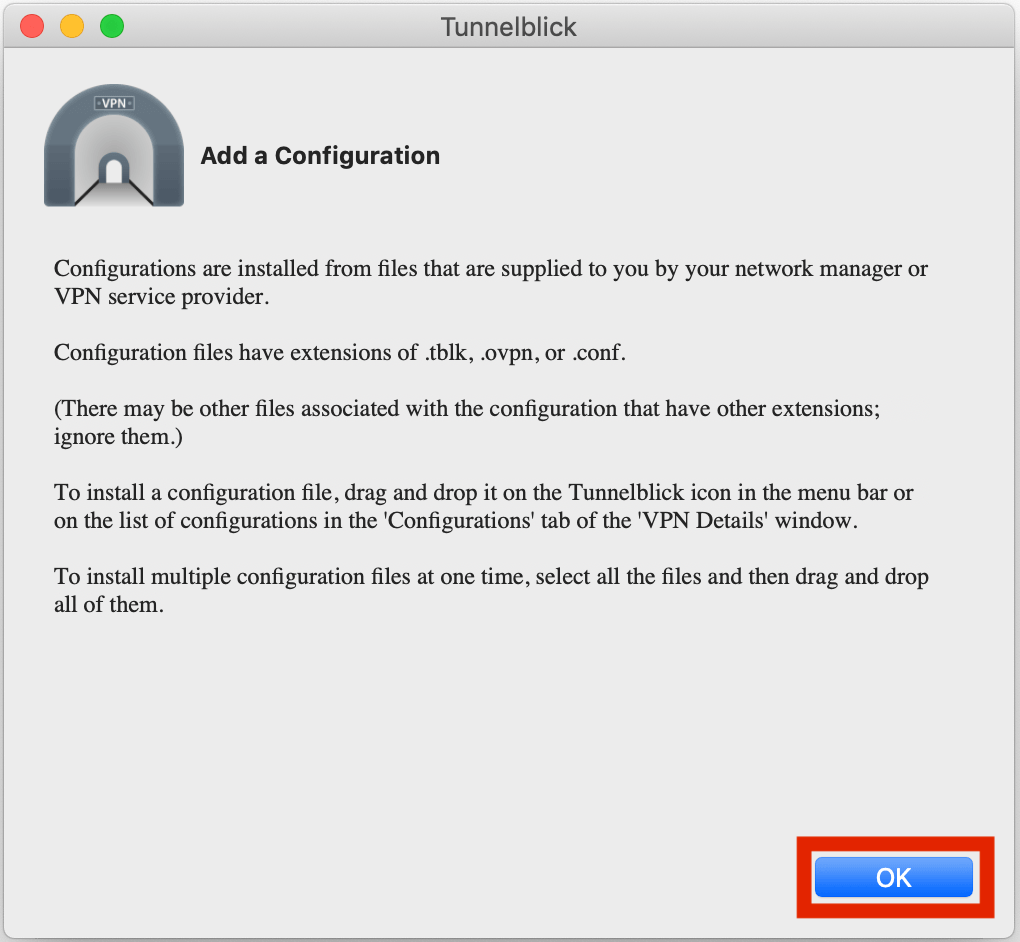 Tunnelblick
VPN
Add a Configuration
Configurations are installed from files that are supplied to you by your network manager or
VPN service provider.
Configuration files have extensions of .tblk, .ovpn, or .conf.
(There may be other files associated with the configuration that have other extensions;
ignore them.)
To install a configuration file, drag and drop it on the Tunnelblick icon in the menu bar or
on the list of configurations in the 'Configurations' tab of the 'VPN Details' window.
To install multiple configuration files at one time, select all the files and then drag and drop
all of them.
OK